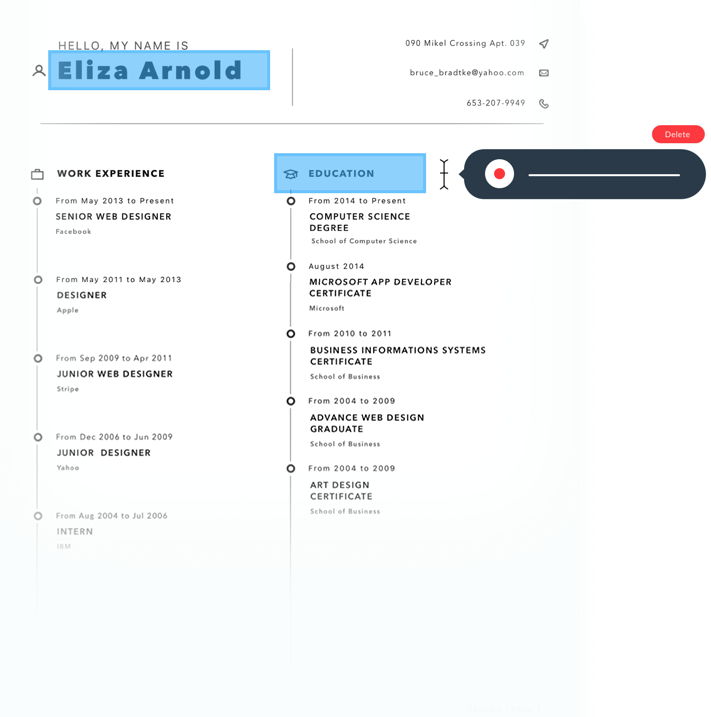 HELLO, MY NAME IS
Eliza Arnold
090 Mikel Crossing Apt. 039
bruce_bradtke@yahoo.com
653-207-9949
Delete
WORK EXPERIENCE
From May 2013 to Present
SENIOR WEB DESIGNER
Facebook
From May 2011 to May 2013
DESIGNER
Apple
From Sep 2009 to Apr 2011
JUNIOR WEB DESIGNER
Stripe
From Dec 2006 to Jun 2009
JUNIOR DESIGNER
Yahoo
From Aug 2004 to Jul 2006
INTERN
IBM
EDUCATION
From 2014 to Present
COMPUTER SCIENCE
DEGREE
School of Computer Science
August 2014
MICROSOFT APP DEVELOPER
CERTIFICATE
Microsoft
From 2010 to 2011
BUSINESS INFORMATIONS SYSTEMS
CERTIFICATE
School of Business
From 2004 to 2009
ADVANCE WEB DESIGN
GRADUATE
School of Business
From 2004 to 2009
ART DESIGN
CERTIFICATE
School of Business